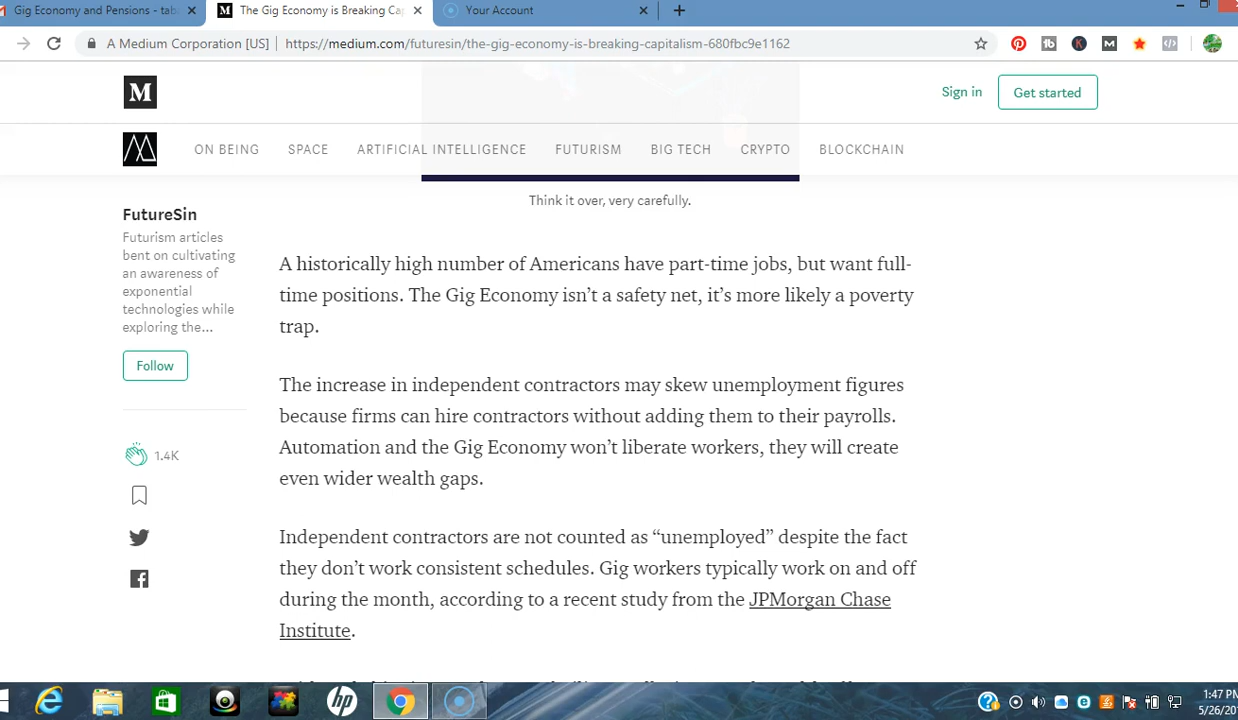 Gig Economy and Pensions - tab
The Gig Economy is Breaking Ca
Your Account
A Medium Corporation [US] | https://medium.com/futuresin/the-gig-economy-is-breaking-capitalism-680fbc9e1162
M
Sign in
Get started
ON BEING SPACE ARTIFICIAL INTELLIGENCE FUTURISM BIG TECH CRYPTO BLOCKCHAIN
Think it over, very carefully.
FutureSin
Futurism articles
bent on cultivating
an awareness of
exponential
technologies while
exploring the...
Follow
1.4K
A historically high number of Americans have part-time jobs, but want full-
time positions. The Gig Economy isn't a safety net, it's more likely a poverty
trap.
The increase in independent contractors may skew unemployment figures
because firms can hire contractors without adding them to their payrolls.
Automation and the Gig Economy won't liberate workers, they will create
even wider wealth gaps.
Independent contractors are not counted as “unemployed” despite the fact
they don't work consistent schedules. Gig workers typically work on and off
during the month, according to a recent study from the JPMorgan Chase
Institute.
hp
1:47 PM
5/26/20